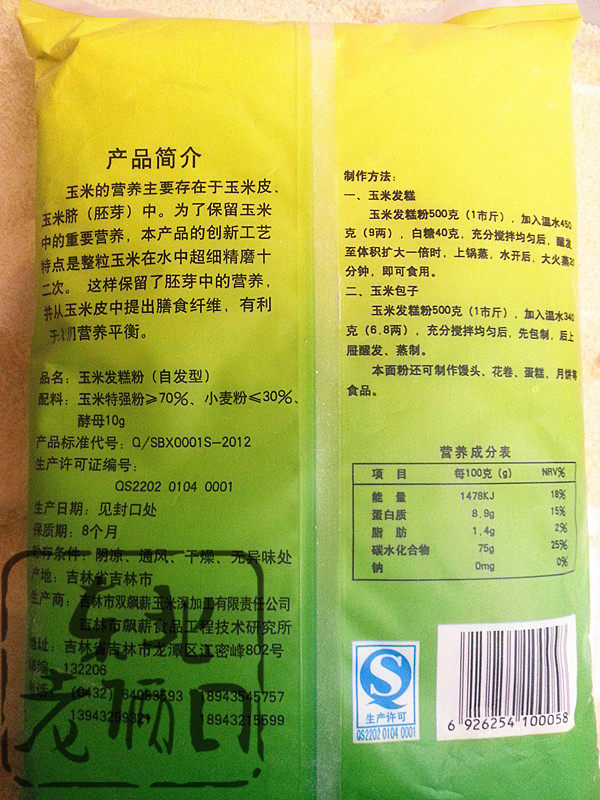 产品简介
玉米的营养主要存在于玉米皮、
玉米脐（胚芽）中。为了保留玉米
中的重要营养，本产品的创新工艺
特点是整粒玉米在水中超细精磨十
二次。 这样保留了胚芽中的营养，
并从玉米皮中提出膳食纤维，有利
于人们营养平衡。
品名：玉米发糕粉（自发型）
配料：玉米特强粉≥70%、小麦粉≤30%、
酵母10g
产品标准代号：Q/SBX0001S-2012
生产许可证编号：
QS2202 0104 0001
生产日期：见封口处
保质期：8个月
贮存条件：阴凉、通风、干燥、无异味处
产地：吉林省吉林市
生产商：吉林市双飙薪玉米深加工有限责任公司
吉林市飙薪食品工程技术研究所
地址：吉林省吉林市龙潭区江密峰802号
邮编：132206
电话：（0432）64083593 18943545757
13943299321 18943215599
东北
老俩口
制作方法：
一、玉米发糕
玉米发糕粉500克（1市斤），加入温水450
克（9两），白糖40克，充分搅拌均匀后，醒发
至体积扩大一倍时，上锅蒸，水开后，大火蒸25
分钟，即可食用。
二、玉米包子
玉米发糕粉500克（1市斤），加入温水340
克（6.8两），充分搅拌均匀后，先包制，后上
屉醒发、蒸制。
本面粉还可制作馒头、花卷、蛋糕、月饼等
食品。
营养成分表
项 目 每100克（g） NRV%
能 量 1478KJ 18%
蛋白质 8.9g 15%
脂 肪 1.4g 2%
碳水化合物 75g 25%
钠 0mg 0%
生产许可
QS2202 0104 0001
6 926254 100058